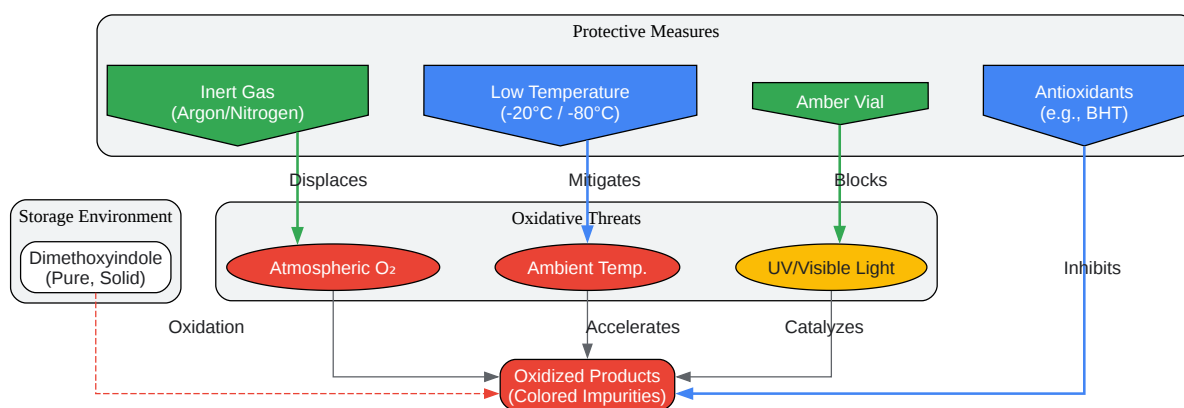 Protective Measures
Inert Gas
(Argon/Nitrogen)
Low Temperature
(-20°C / -80°C)
Amber Vial
Antioxidants
(e.g., BHT)
Displaces
Mitigates
Blocks
Storage Environment
Dimethoxyindole
(Pure, Solid)
Oxidative Threats
Atmospheric O₂
Ambient Temp.
UV/Visible Light
Inhibits
Oxidation
Accelerates
Catalyzes
Oxidized Products
(Colored Impurities)